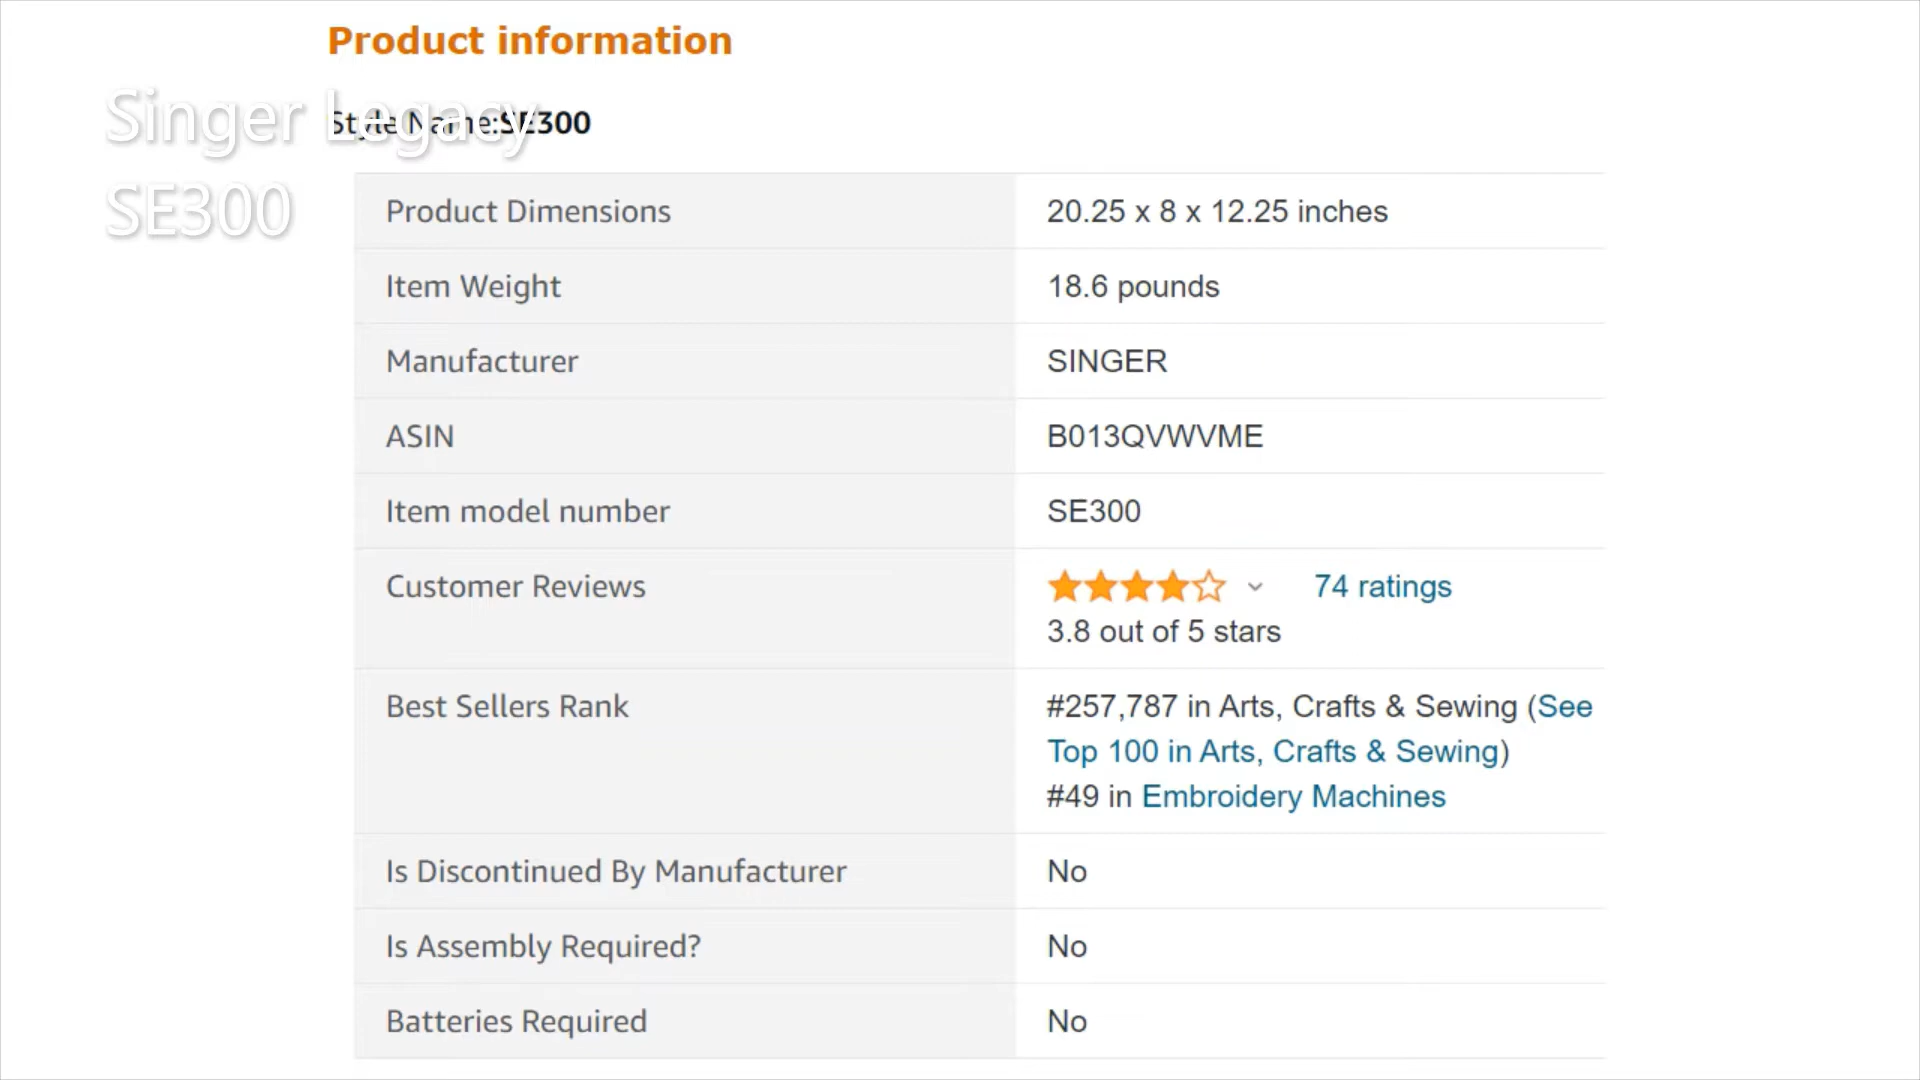 Product information
Singer Legacy
SE300
Style Name:SE300
Product Dimensions 20.25 x 8 x 12.25 inches
Item Weight 18.6 pounds
Manufacturer SINGER
ASIN B013QVWVME
Item model number SE300
Customer Reviews 74 ratings
3.8 out of 5 stars
Best Sellers Rank #257,787 in Arts, Crafts & Sewing (See
Top 100 in Arts, Crafts & Sewing)
#49 in Embroidery Machines
Is Discontinued By Manufacturer No
Is Assembly Required? No
Batteries Required No